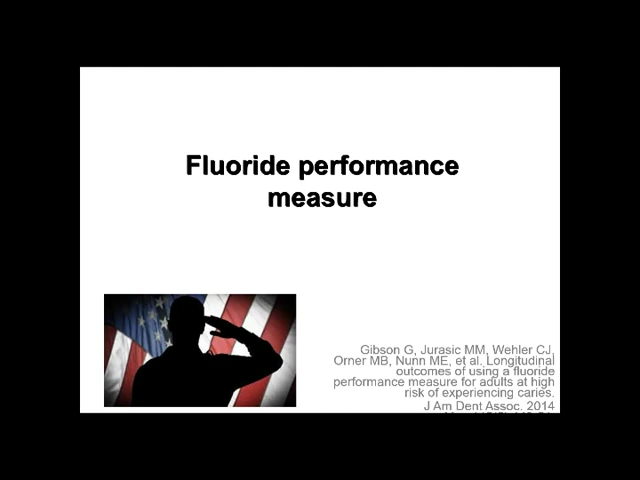 Fluoride performance
measure
Gibson G, Jurasic MM, Wehler CJ,
Orner MB, Nunn ME, et al. Longitudinal
outcomes of using a fluoride
performance measure for adults at high
risk of experiencing caries.
J Am Dent Assoc. 2014